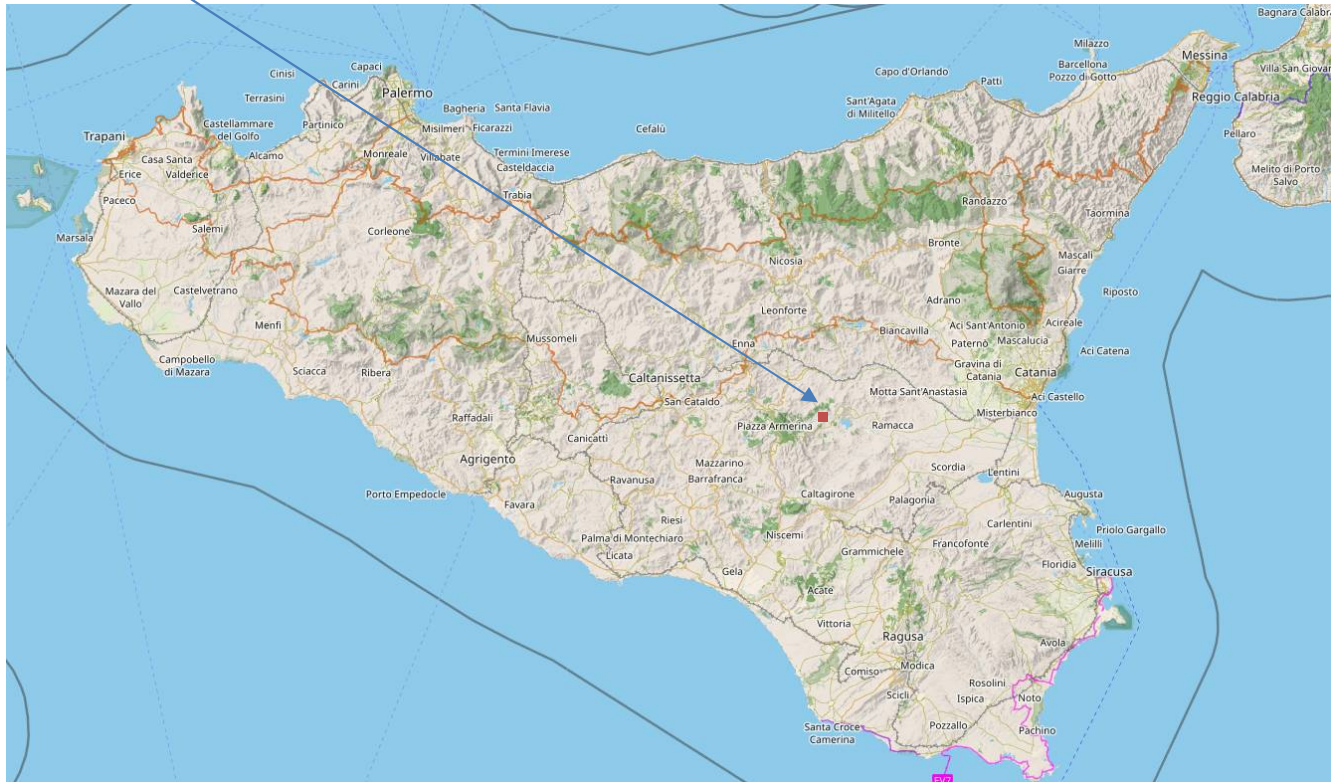 Bagnara Calabra
Milazzo
Messina
Barcellona
Pozzo di Gotto
Villa San Giovan
Capaci
Capo d'Orlando
Patti
Cinisi
Carini
Palermo
Reggio Calabria
Terrasini
Bagheria
Santa Flavia
Sant'Agata
di Militello
Castellammare
del Golfo
Partinico
Misilmeri
Ficarazzi
Cefalù
Pellaro
Trapani
Casa Santa
Alcamo
Monreale
Villabate
Termini Imerese
Casteldaccia
Erice
Valderice
Melito di Porto
Salvo
Paceco
Trabia
Randazzo
Taormina
Salemi
Corleone
Marsala
Bronte
Nicosia
Mascali
Giarre
Mazara del
Vallo
Castelvetrano
Adrano
Riposto
Leonforte
Menfi
Mussomeli
Biancavilla
Aci Sant'Antonio
Acireale
Enna
Paternò
Mascalucia
Campobello
di Mazara
Sciacca
Ribera
Caltanissetta
Gravina di
Catania
Catania
Aci Catena
San Cataldo
Motta Sant'Anastasia
Aci Castello
Raffadali
Misterbianco
Canicattì
Piazza Armerina
Ramacca
Agrigento
Mazzarino
Barrafranca
Scordia
Lentini
Porto Empedocle
Favara
Ravanusa
Caltagirone
Palagonia
Augusta
Riesi
Carlentini
Priolo Gargallo
Palma di Montechiaro
Niscemi
Francofonte
Melilli
Licata
Grammichele
Gela
Floridia
Siracusa
Acate
Vittoria
Ragusa
Avola
Comiso
Modica
Scicli
Rosolini
Ispica
Noto
Santa Croce
Camerina
Pozzallo
Pachino
EV7